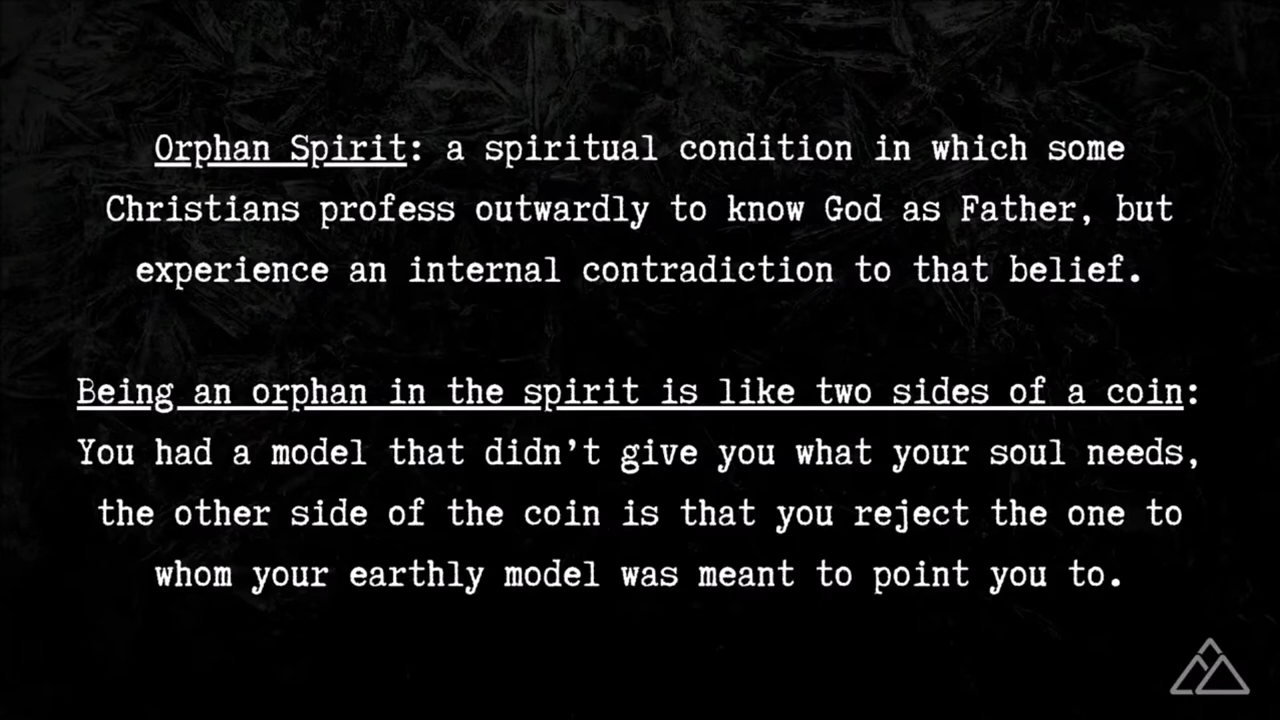 Orphan Spirit: a spiritual condition in which some
Christians profess outwardly to know God as Father, but
experience an internal contradiction to that belief.
Being an orphan in the spirit is like two sides of a coin:
You had a model that didn't give you what your soul needs,
the other side of the coin is that you reject the one to
whom your earthly model was meant to point you to.